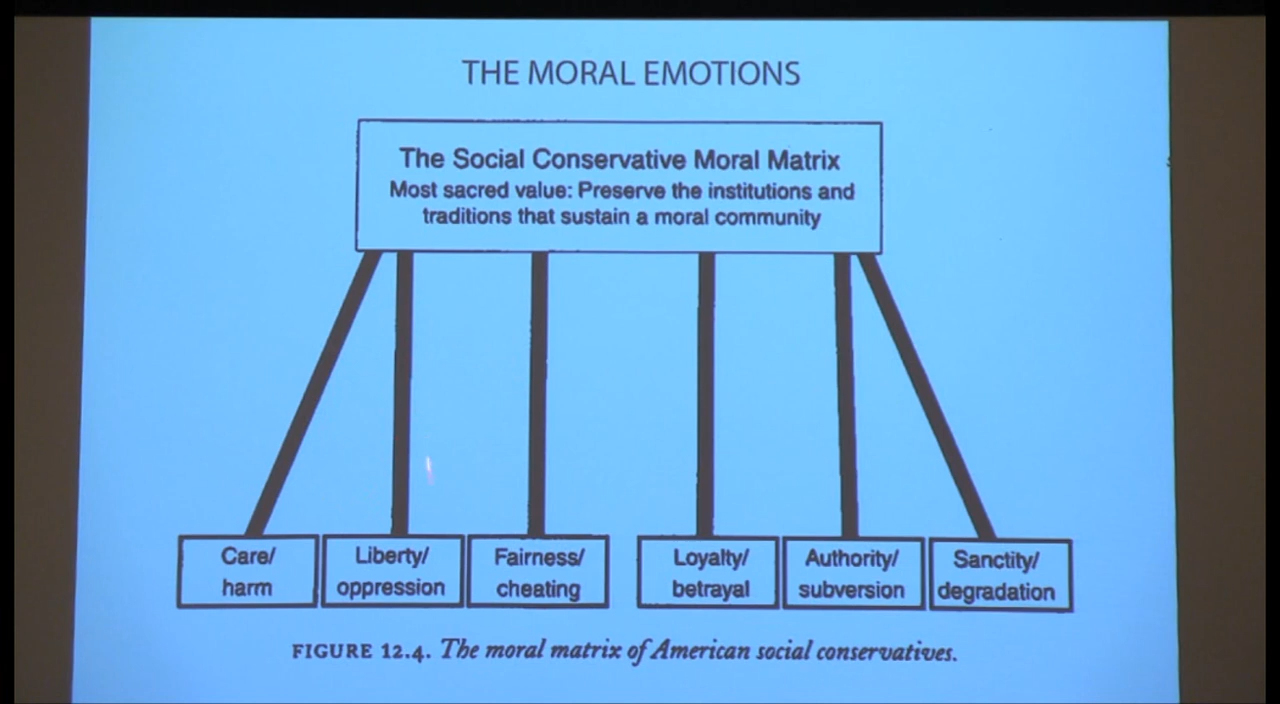 THE MORAL EMOTIONS
The Social Conservative Moral Matrix
Most sacred value: Preserve the institutions and
traditions that sustain a moral community
Care/
harm
Liberty/
oppression
Fairness/
cheating
Loyalty/
betrayal
Authority/
subversion
Sanctity/
degradation
FIGURE 12.4. The moral matrix of American social conservatives.